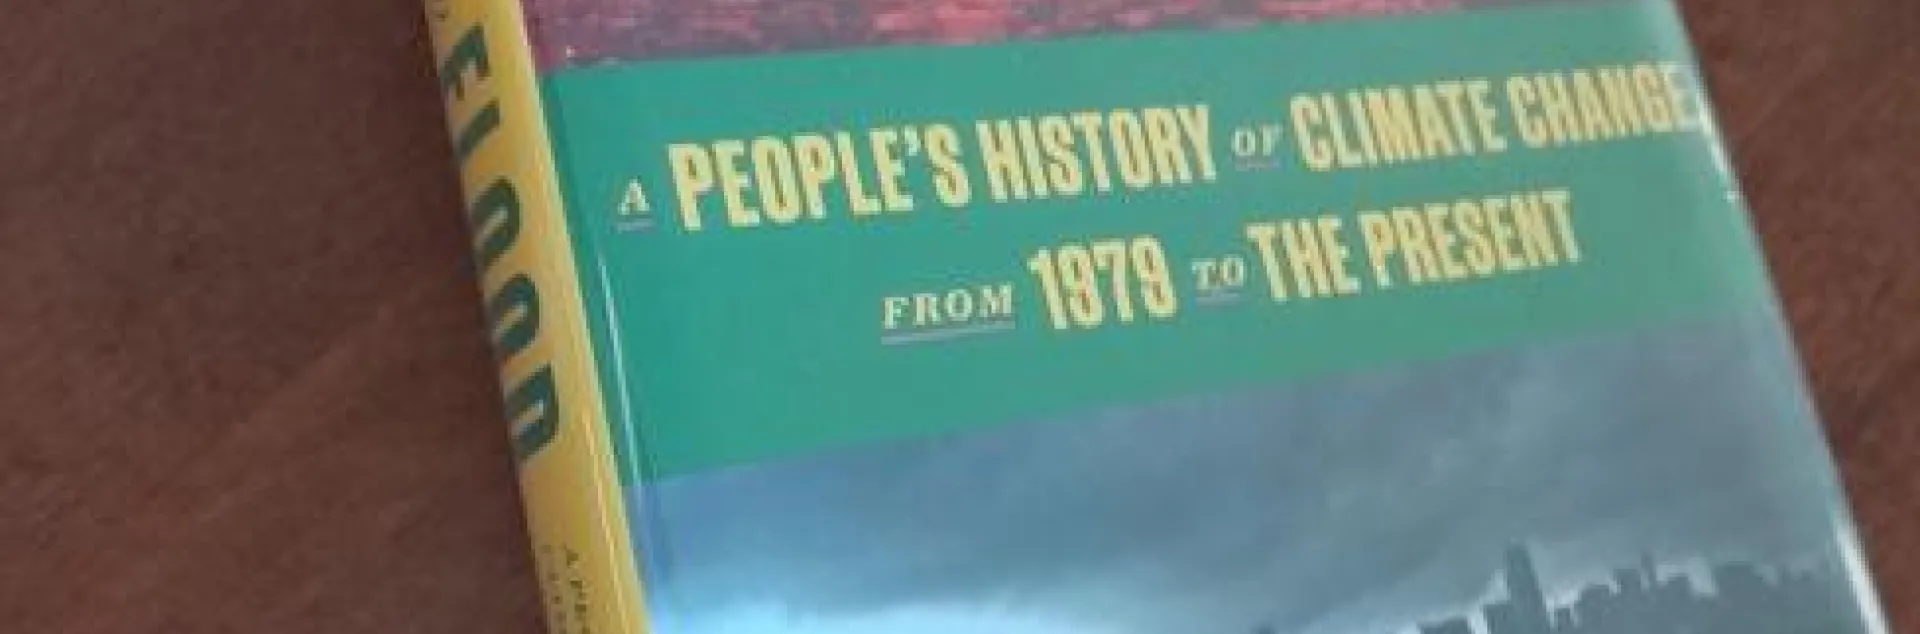 A PEOPLE'S HISTORY OF CLIMATE CHANGE
FROM 1979 TO THE PRESENT
FLOOD